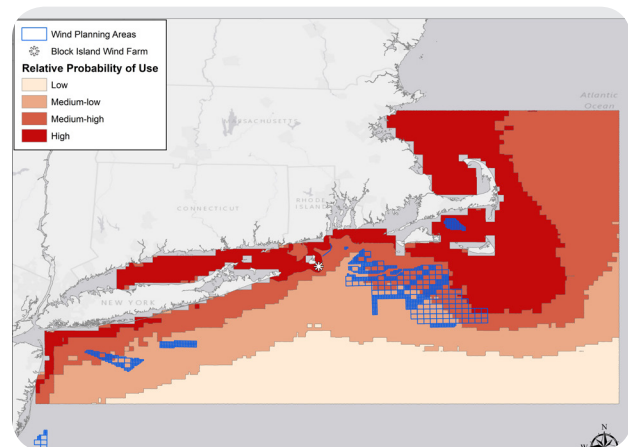 Wind Planning Areas
Block Island Wind Farm
Relative Probability of Use
Low
Medium-low
Medium-high
High
Atlantic
Ocean
MASSACHUSETTS
CONNECTICUT
RHODE
ISLAND
NEW YORK
N
W